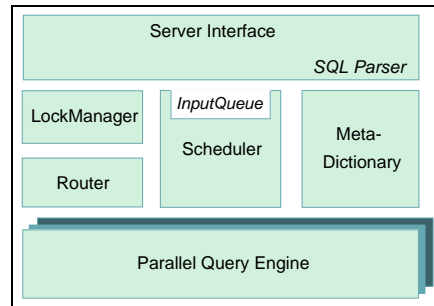 Server Interface
SQL Parser
LockManager
InputQueue
Scheduler
Meta-
Dictionary
Router
Parallel Query Engine